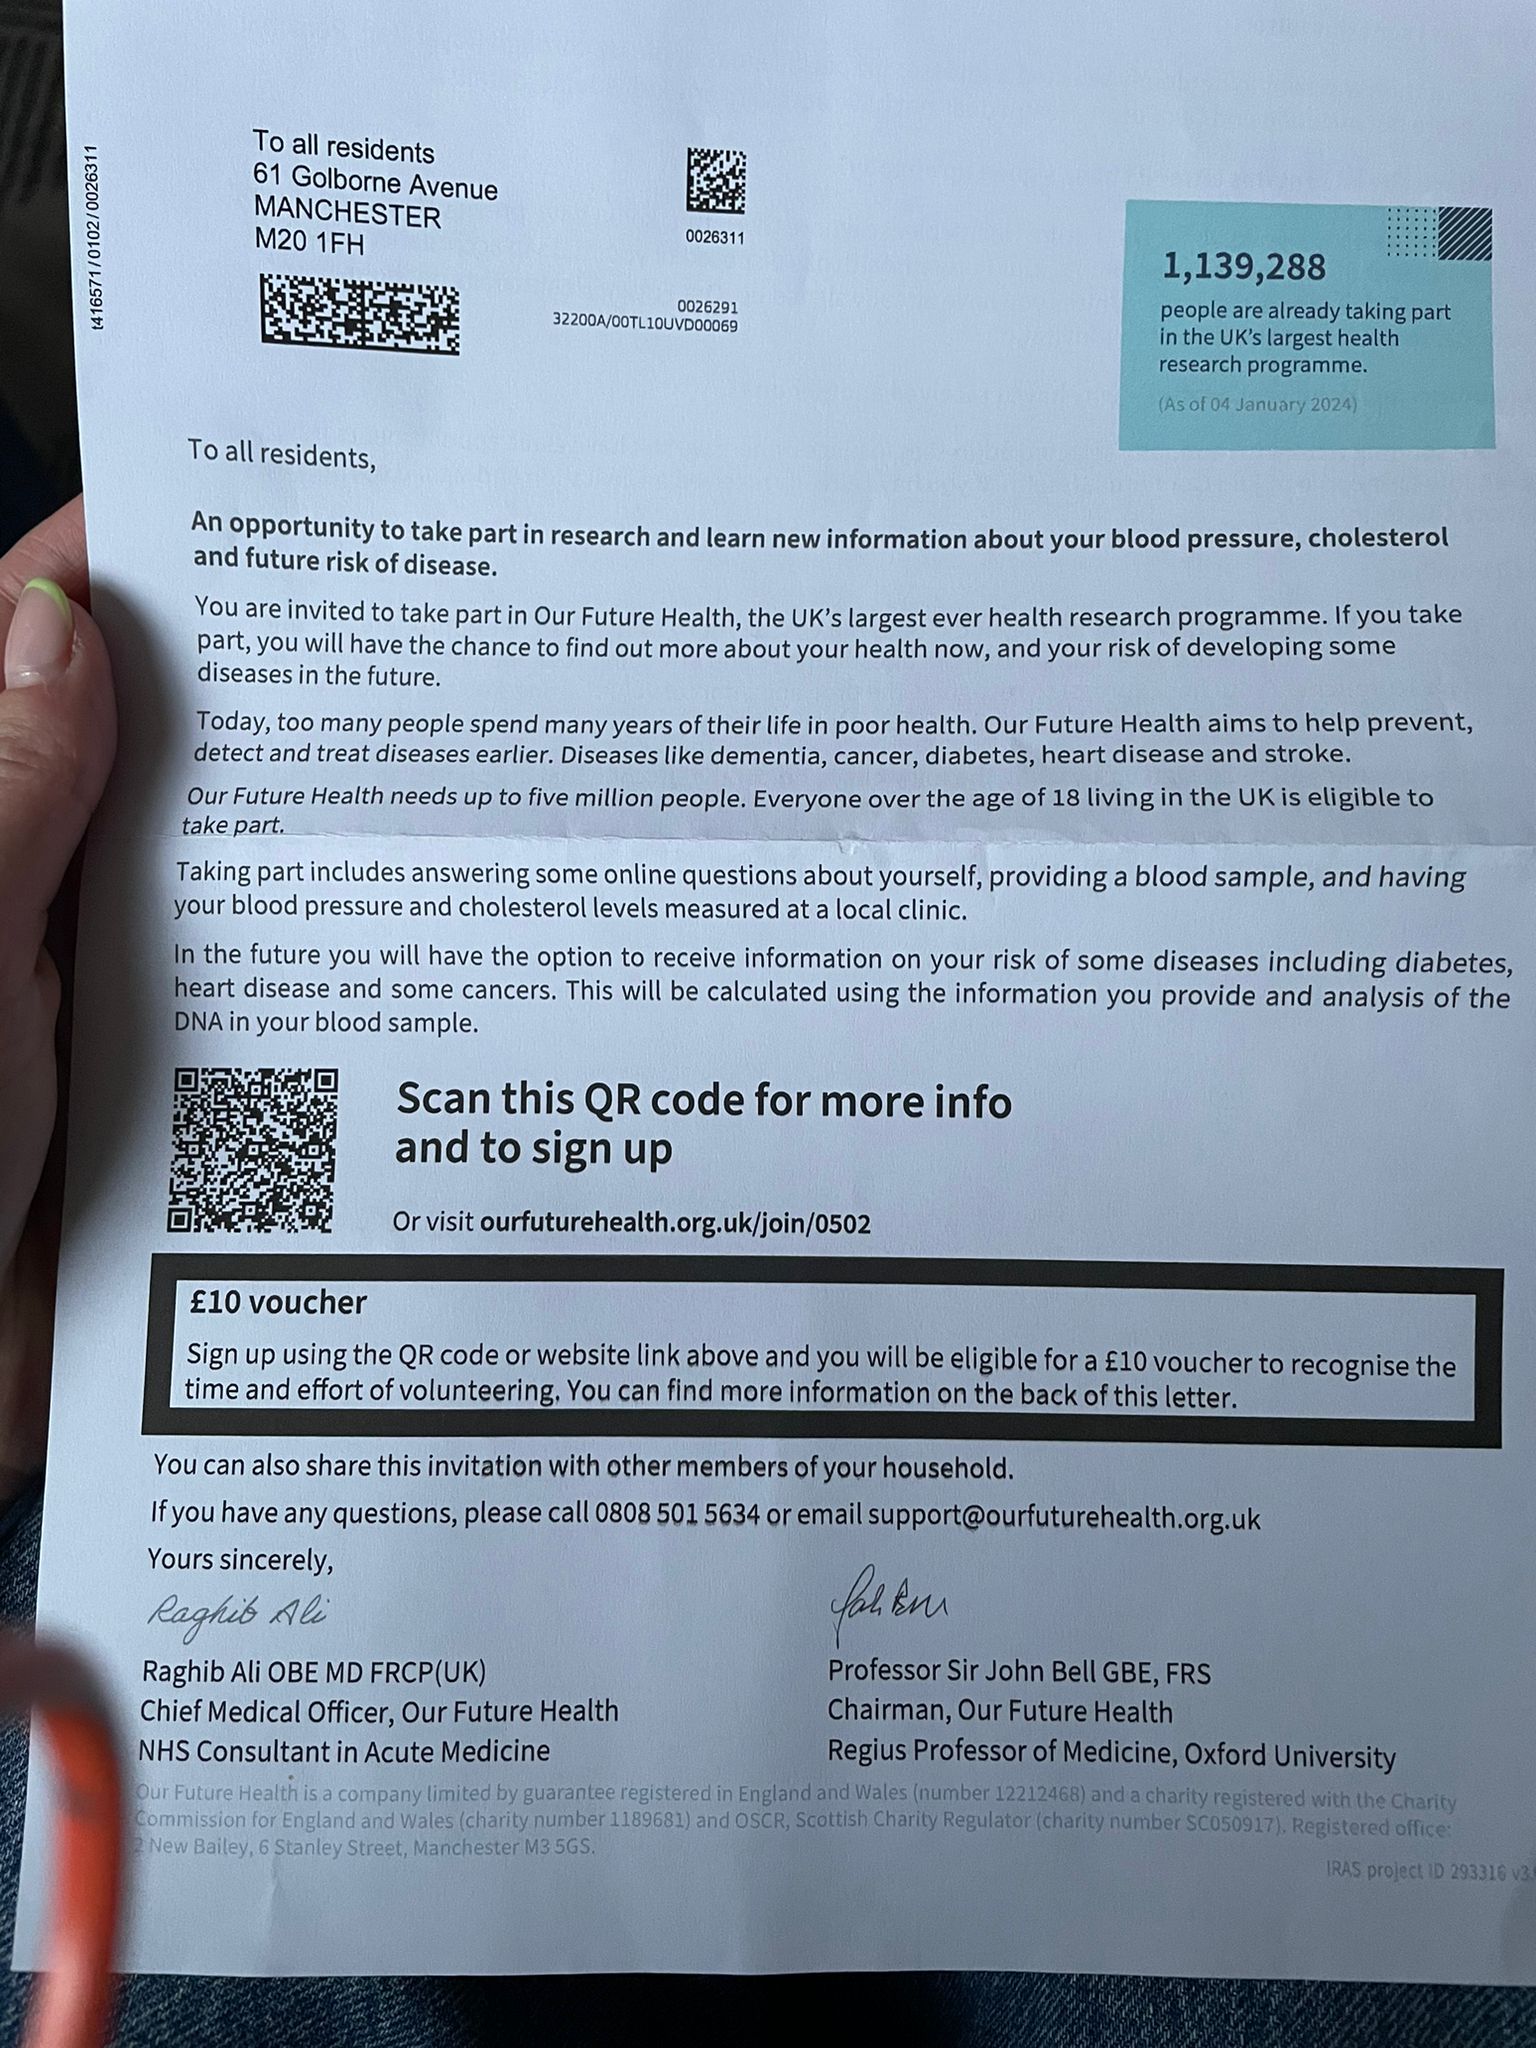 t416571/0102/0026311
To all residents
61 Golborne Avenue
MANCHESTER
M20 1FH
0026311
0026291
32200A/00TL10UVD00069
1,139,288
people are already taking part
in the UK's largest health
research programme.
(As of 04 January 2024)
To all residents,
An opportunity to take part in research and learn new information about your blood pressure, cholesterol
and future risk of disease.
You are invited to take part in Our Future Health, the UK's largest ever health research programme. If you take
part, you will have the chance to find out more about your health now, and your risk of developing some
diseases in the future.
Today, too many people spend many years of their life in poor health. Our Future Health aims to help prevent,
detect and treat diseases earlier. Diseases like dementia, cancer, diabetes, heart disease and stroke.
Our Future Health needs up to five million people. Everyone over the age of 18 living in the UK is eligible to
take part.
Taking part includes answering some online questions about yourself, providing a blood sample, and having
your blood pressure and cholesterol levels measured at a local clinic.
In the future you will have the option to receive information on your risk of some diseases including diabetes,
heart disease and some cancers. This will be calculated using the information you provide and analysis of the
DNA in your blood sample.
Scan this QR code for more info
and to sign up
Or visit ourfuturehealth.org.uk/join/0502
£10 voucher
Sign up using the QR code or website link above and you will be eligible for a £10 voucher to recognise the
time and effort of volunteering. You can find more information on the back of this letter.
You can also share this invitation with other members of your household.
If you have any questions, please call 0808 501 5634 or email support@ourfuturehealth.org.uk
Yours sincerely,
Raghib Ali
Raghib Ali OBE MD FRCP(UK)
Chief Medical Officer, Our Future Health
NHS Consultant in Acute Medicine
Professor Sir John Bell GBE, FRS
Chairman, Our Future Health
Regius Professor of Medicine, Oxford University
Our Future Health is a company limited by guarantee registered in England and Wales (number 12212468) and a charity registered with the Charity
Commission for England and Wales (charity number 1189681) and OSCR, Scottish Charity Regulator (charity number SC050917). Registered office:
2 New Bailey, 6 Stanley Street, Manchester M3 5GS.
IRAS project ID 293316